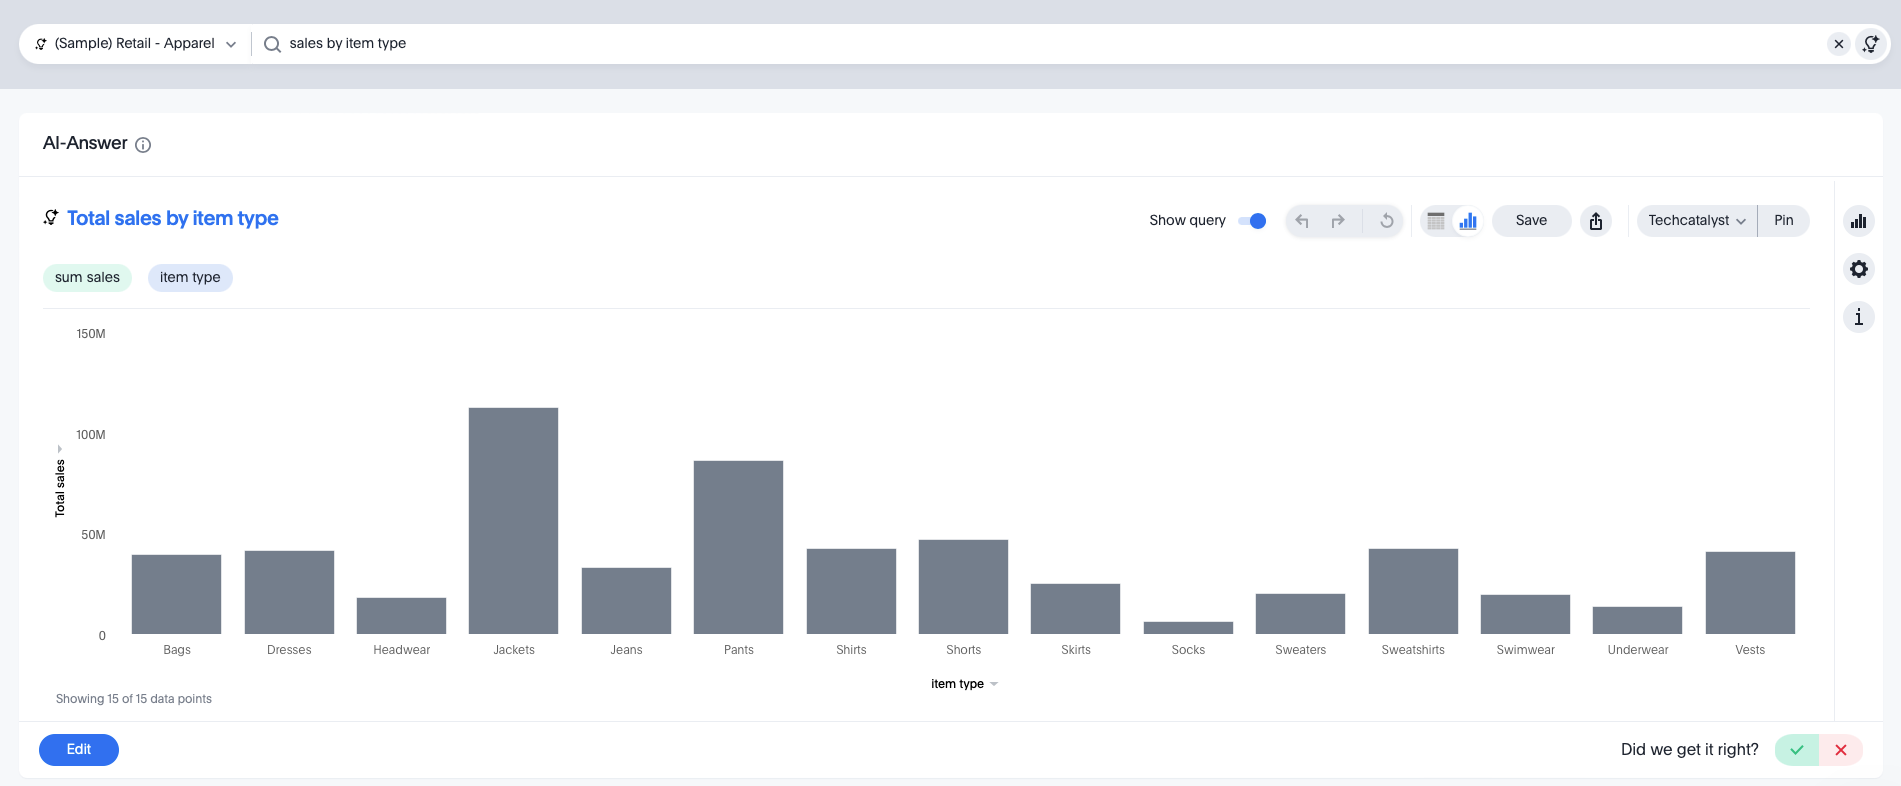 (Sample) Retail - Apparel
sales by item type
AI-Answer
Total sales by item type
Show query
Save
Techcatalyst
Pin
sum sales
item type
150M
100M
50M
0
Total sales
Bags
Dresses
Headwear
Jackets
Jeans
Pants
Shirts
Shorts
Skirts
Socks
Sweaters
Sweatshirts
Swimwear
Underwear
Vests
item type
Showing 15 of 15 data points
Edit
Did we get it right?